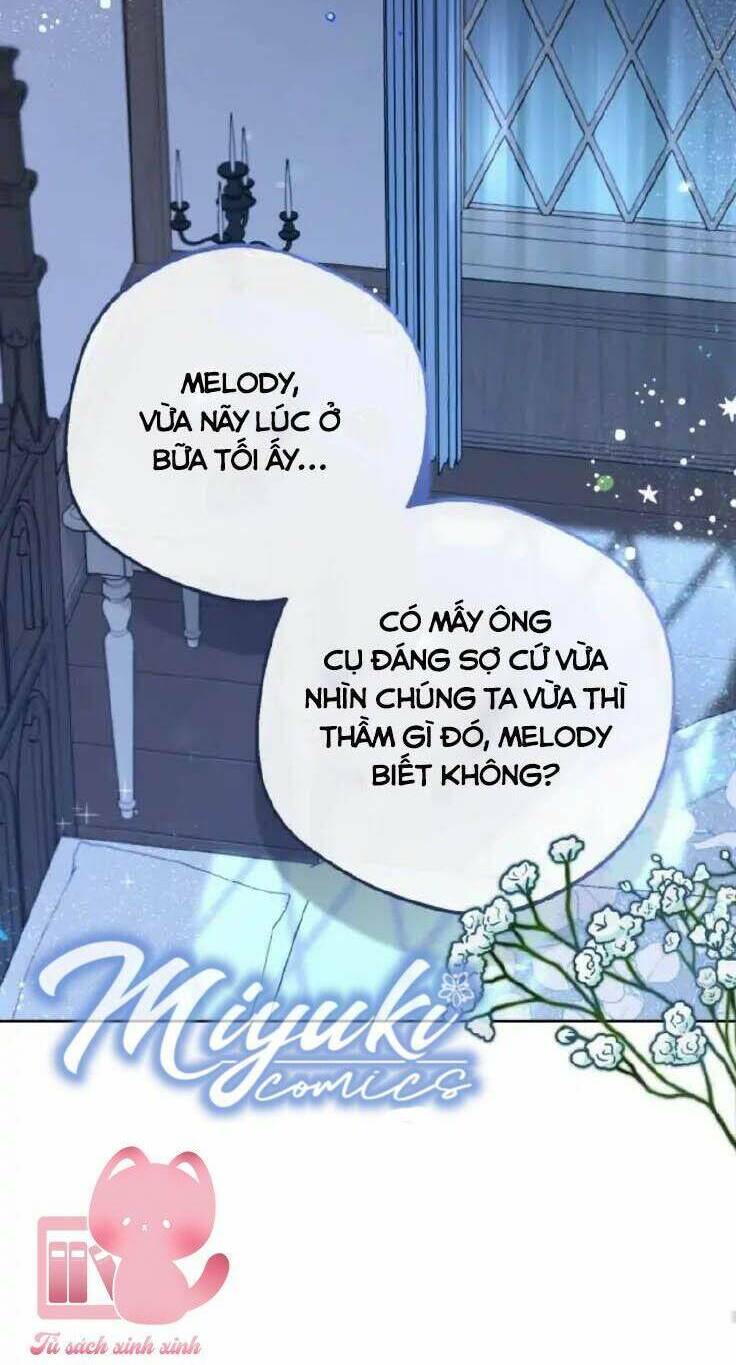 MELODY,
VỪA NÃY LÚC Ở
BỮA TỐI ẤY...
CÓ MẤY ÔNG
CỤ ĐÁNG SỢ CỨ VỪA
NHÌN CHÚNG TA VỪA THÌ
THẦM GÌ ĐÓ, MELODY
BIẾT KHÔNG?
Miyuki
comics
Tủ sách xinh xinh